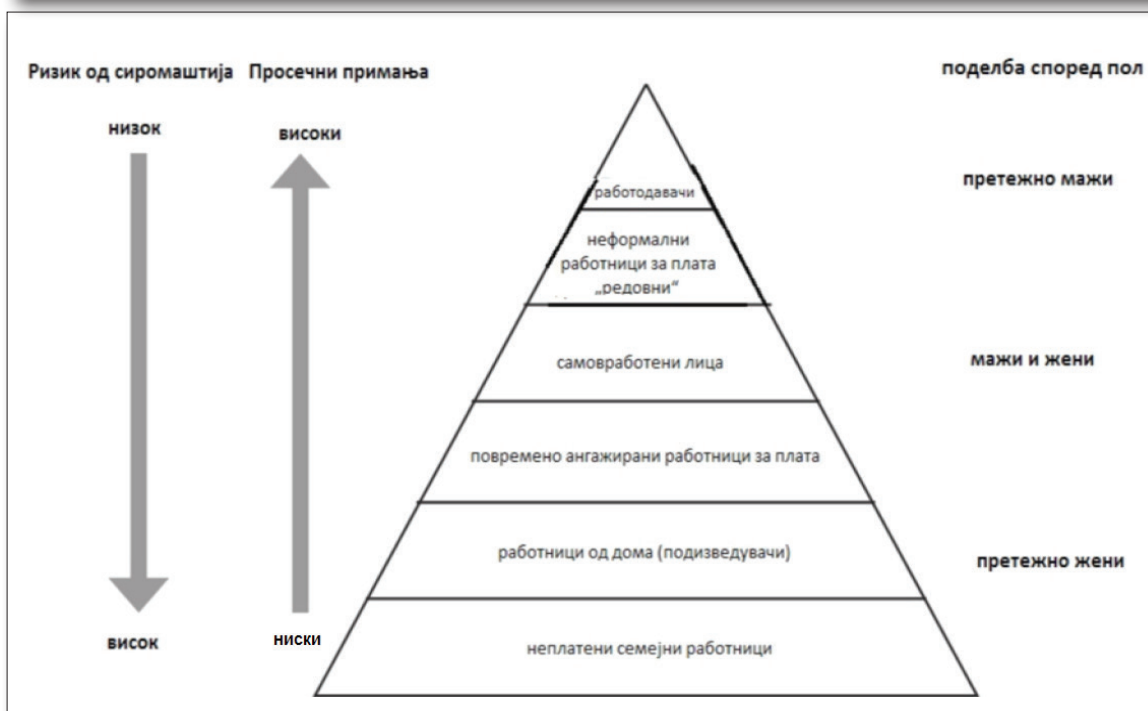 Ризик од сиромаштија
Просечни примања
поделба според пол
низок
високи
претежно мажи
работодавачи
неформални
работници за плата
„редовни“
самовработени лица
мажи и жени
повремено ангажирани работници за плата
работници од дома (подизведувачи)
претежно жени
висок
ниски
неплатени семејни работници